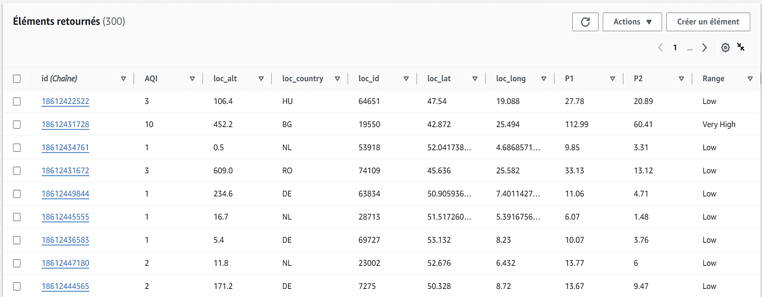 Éléments retournés (300)
Actions
Créer un élément
1 ...
id (Chaîne) AQI loc_alt loc_country loc_id loc_lat loc_long P1 P2 Range
18612422522 3 106.4 HU 64651 47.54 19.088 27.78 20.89 Low
18612431728 10 452.2 BG 19550 42.872 25.494 112.99 60.41 Very High
18612434761 1 0.5 NL 53918 52.041738... 4.6868571... 9.85 3.31 Low
18612431672 3 609.0 RO 74109 45.636 25.582 33.13 13.12 Low
18612449844 1 234.6 DE 63834 50.905936... 7.4011427... 11.06 4.71 Low
18612445555 1 16.7 NL 28713 51.517260... 5.3916756... 6.07 1.48 Low
18612436583 1 5.4 DE 69727 53.132 8.23 10.07 3.76 Low
18612447180 2 11.8 NL 23002 52.676 6.432 13.77 6 Low
18612444565 2 171.2 DE 7275 50.328 8.72 13.67 9.47 Low